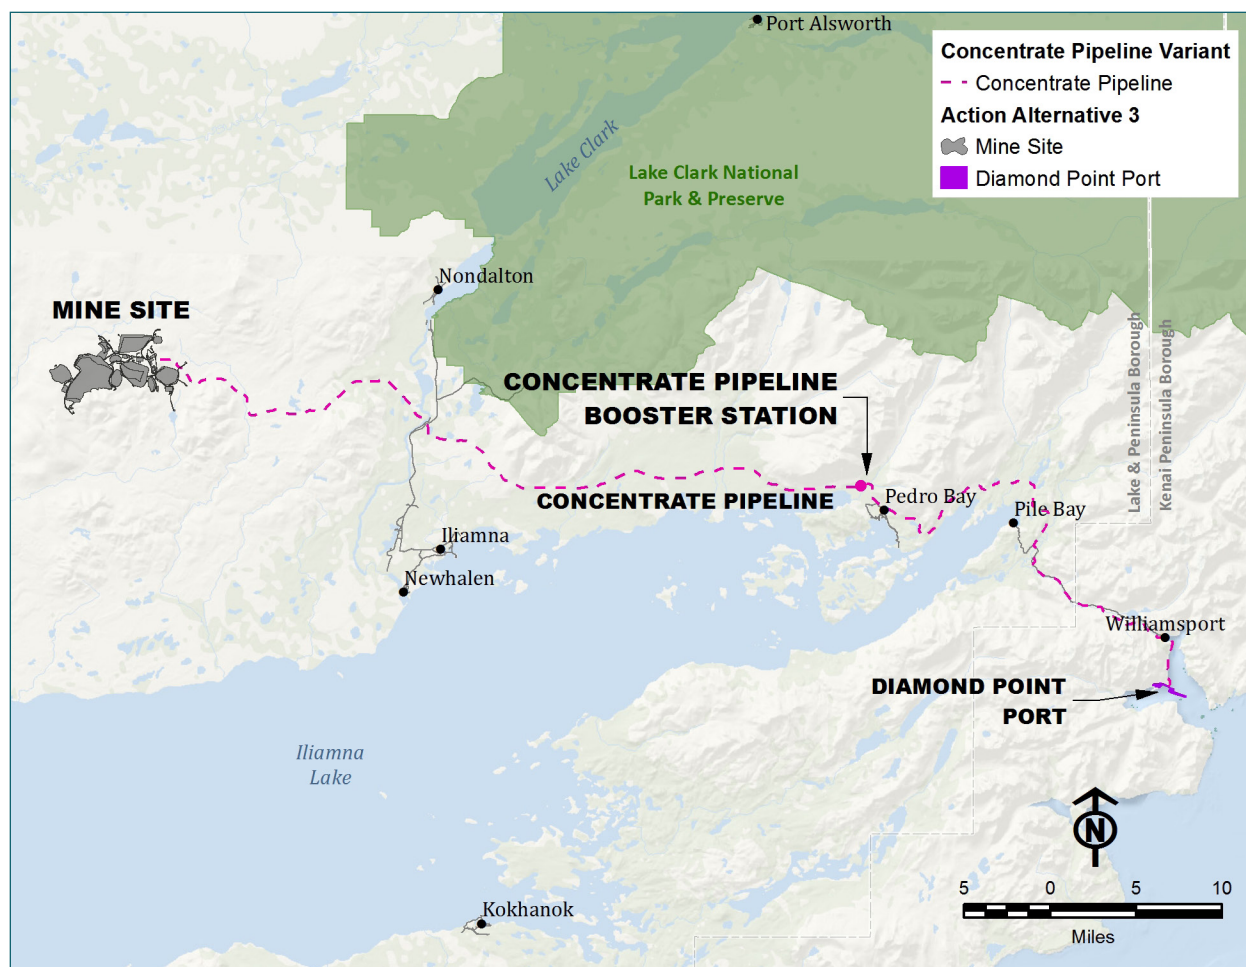 Port Alsworth
Concentrate Pipeline Variant
Concentrate Pipeline
Action Alternative 3
Mine Site
Diamond Point Port
Lake Clark
Lake Clark National
Park & Preserve
Nondalton
MINE SITE
Lake & Peninsula Borough
Kenai Peninsula Borough
CONCENTRATE PIPELINE
BOOSTER STATION
CONCENTRATE PIPELINE
Pedro Bay
Pile Bay
Iliamna
Newhalen
Williamsport
DIAMOND POINT
PORT
Iliamna
Lake
N
5 0 5 10
Miles
Kokhanok